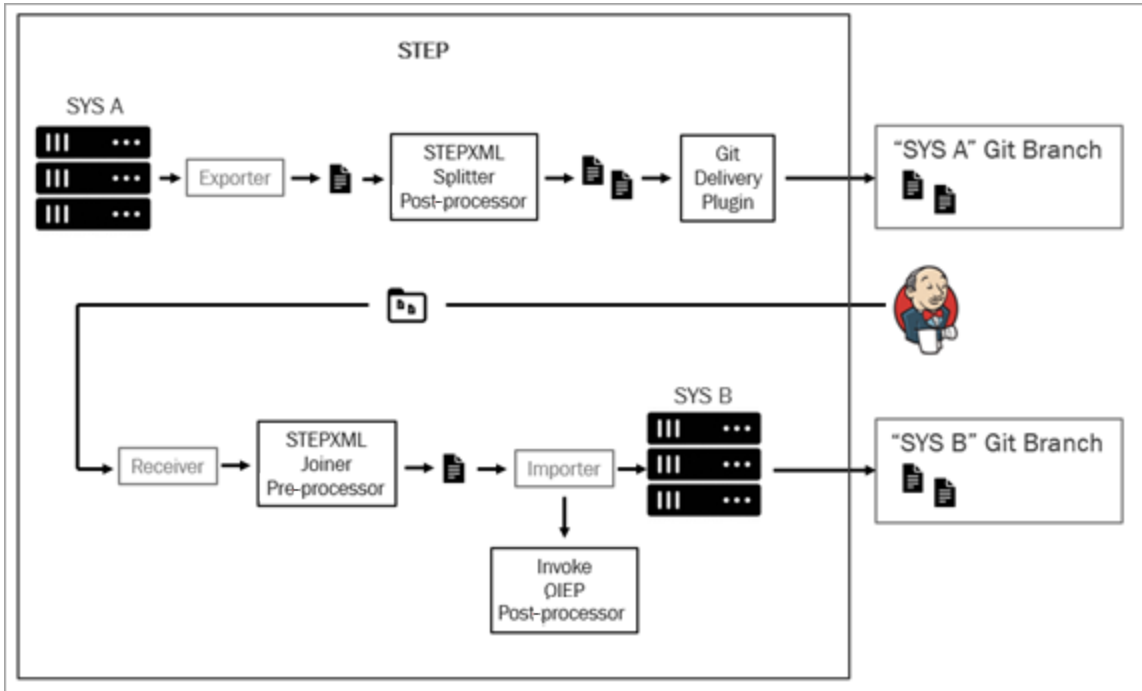 STEP
SYS A
Exporter
STEPXML
Splitter
Post-processor
Git
Delivery
Plugin
“SYS A” Git Branch
Receiver
STEPXML
Joiner
Pre-processor
Importer
SYS B
“SYS B” Git Branch
Invoke
OIEP
Post-processor